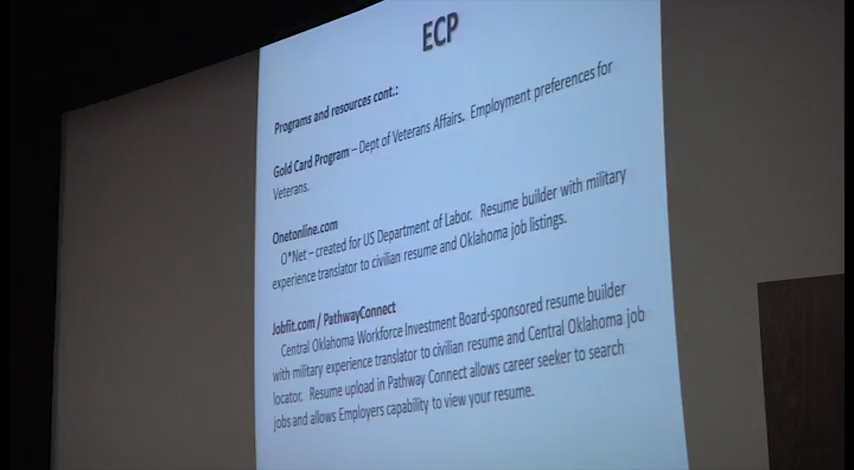 ECP
Programs and resources cont.:
Gold Card Program – Dept of Veterans Affairs. Employment preferences for
Veterans.
Onetonline.com
O*Net – created for US Department of Labor. Resume builder with military
experience translator to civilian resume and Oklahoma job listings.
Jobfit.com / PathwayConnect
Central Oklahoma Workforce Investment Board-sponsored resume builder
with military experience translator to civilian resume and Central Oklahoma job
locator. Resume upload in Pathway Connect allows career seeker to search
jobs and allows Employers capability to view your resume.